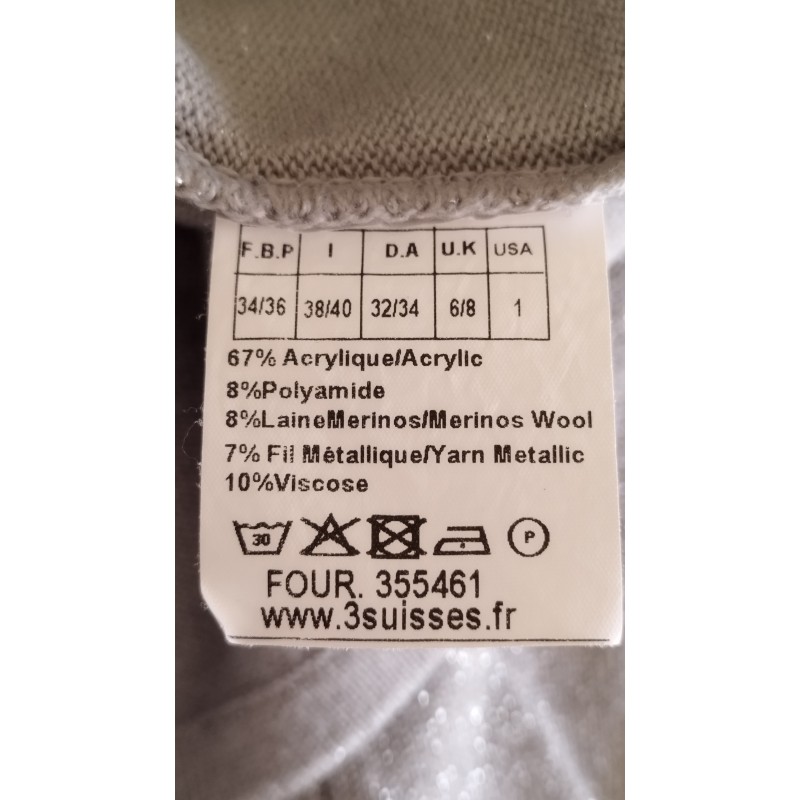 F.B.P I D.A U.K USA
34/36 38/40 32/34 6/8 1
67% Acrylique/Acrylic
8%Polyamide
8%LaineMerinos/Merinos Wool
7% Fil Métallique/Yarn Metallic
10%Viscose
30 P
FOUR. 355461
www.3suisses.fr